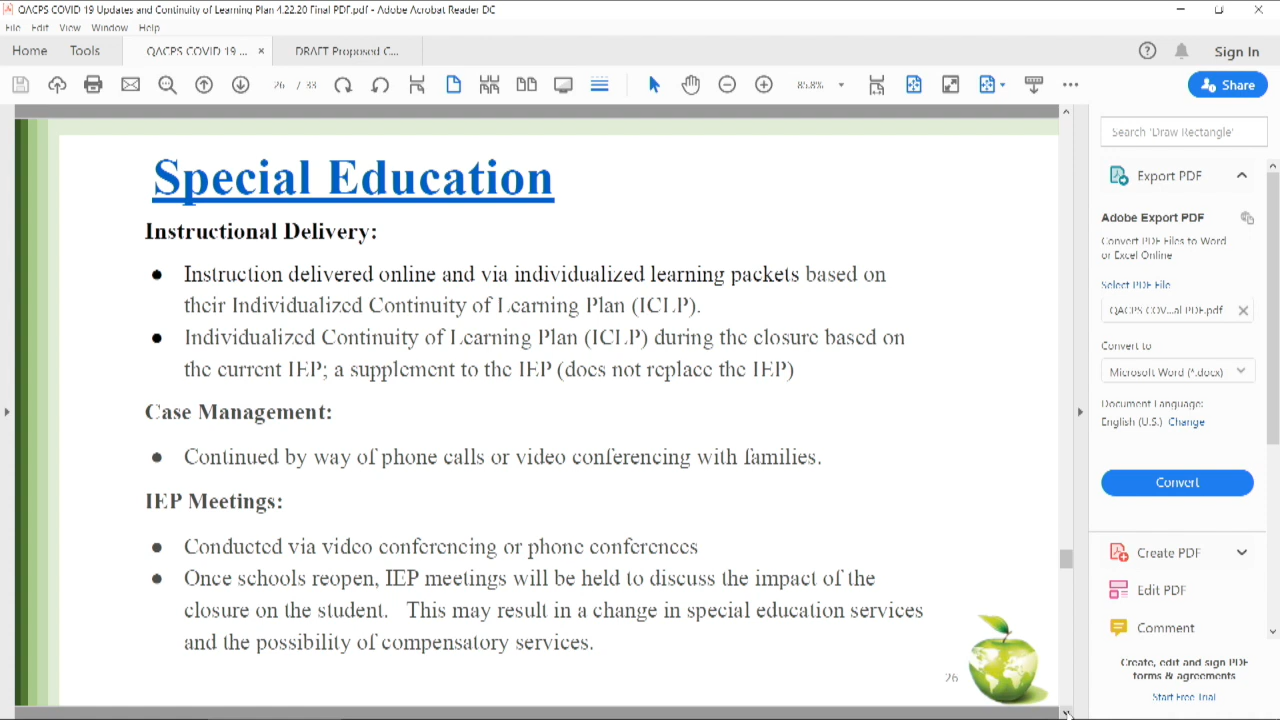 QACPS COVID 19 Updates and Continuity of Learning Plan 4.22.20 Final PDF.pdf - Adobe Acrobat Reader DC
File Edit View Window Help
Home Tools QACPS COVID 19 ... × DRAFT Proposed C... Sign In
26 / 33 85.8% Share
Search 'Draw Rectangle'
Export PDF
Adobe Export PDF
Convert PDF Files to Word
or Excel Online
Select PDF File
QACPS COV...al PDF.pdf
Convert to
Microsoft Word (*.docx)
Document Language:
English (U.S.) Change
Convert
Create PDF
Edit PDF
Comment
Create, edit and sign PDF
forms & agreements
Start Free Trial
Special Education
Instructional Delivery:
● Instruction delivered online and via individualized learning packets based on
their Individualized Continuity of Learning Plan (ICLP).
● Individualized Continuity of Learning Plan (ICLP) during the closure based on
the current IEP; a supplement to the IEP (does not replace the IEP)
Case Management:
● Continued by way of phone calls or video conferencing with families.
IEP Meetings:
● Conducted via video conferencing or phone conferences
● Once schools reopen, IEP meetings will be held to discuss the impact of the
closure on the student. This may result in a change in special education services
and the possibility of compensatory services.
26